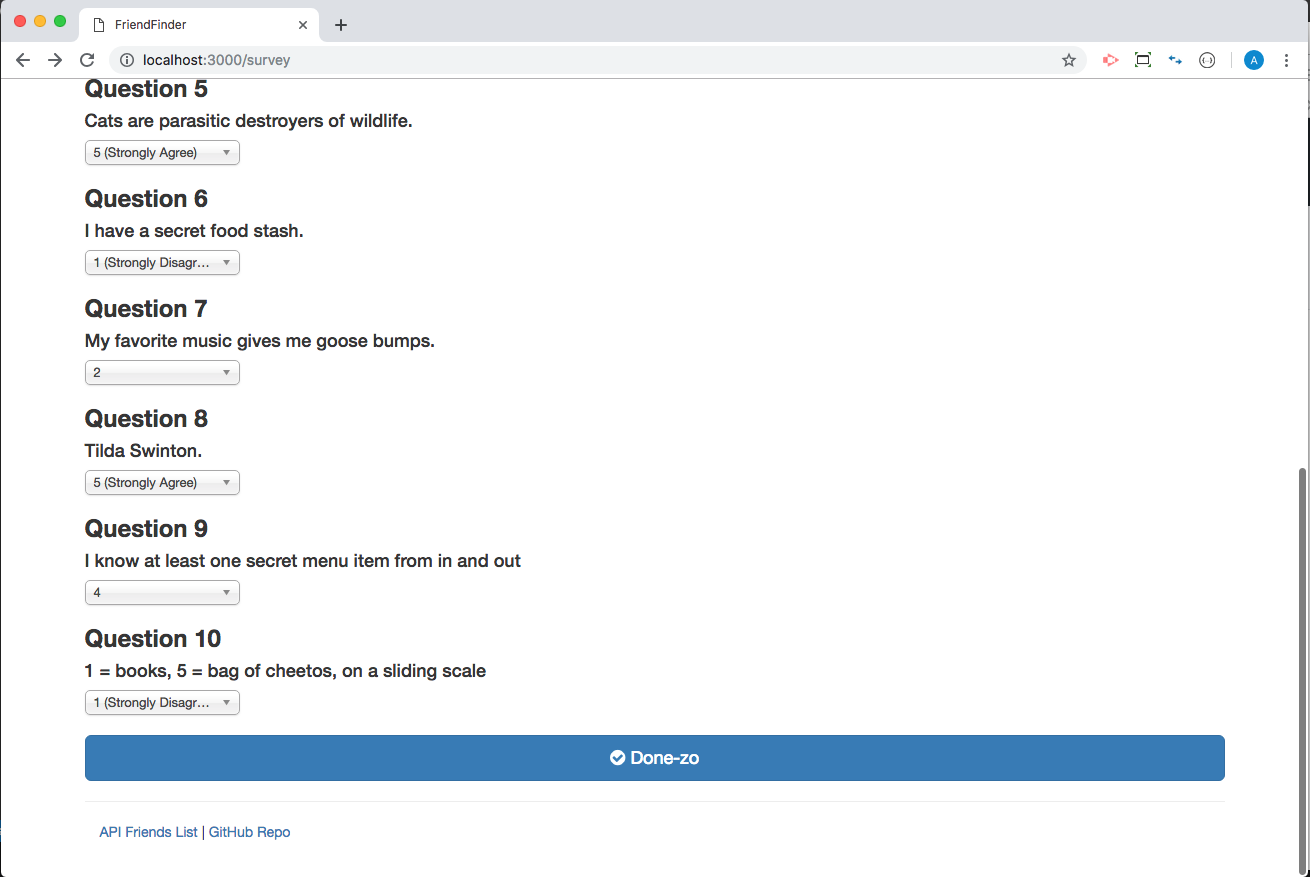 FriendFinder
localhost:3000/survey
A
Question 5
Cats are parasitic destroyers of wildlife.
5 (Strongly Agree)
Question 6
I have a secret food stash.
1 (Strongly Disagr...
Question 7
My favorite music gives me goose bumps.
2
Question 8
Tilda Swinton.
5 (Strongly Agree)
Question 9
I know at least one secret menu item from in and out
4
Question 10
1 = books, 5 = bag of cheetos, on a sliding scale
1 (Strongly Disagr...
Done-zo
API Friends List | GitHub Repo